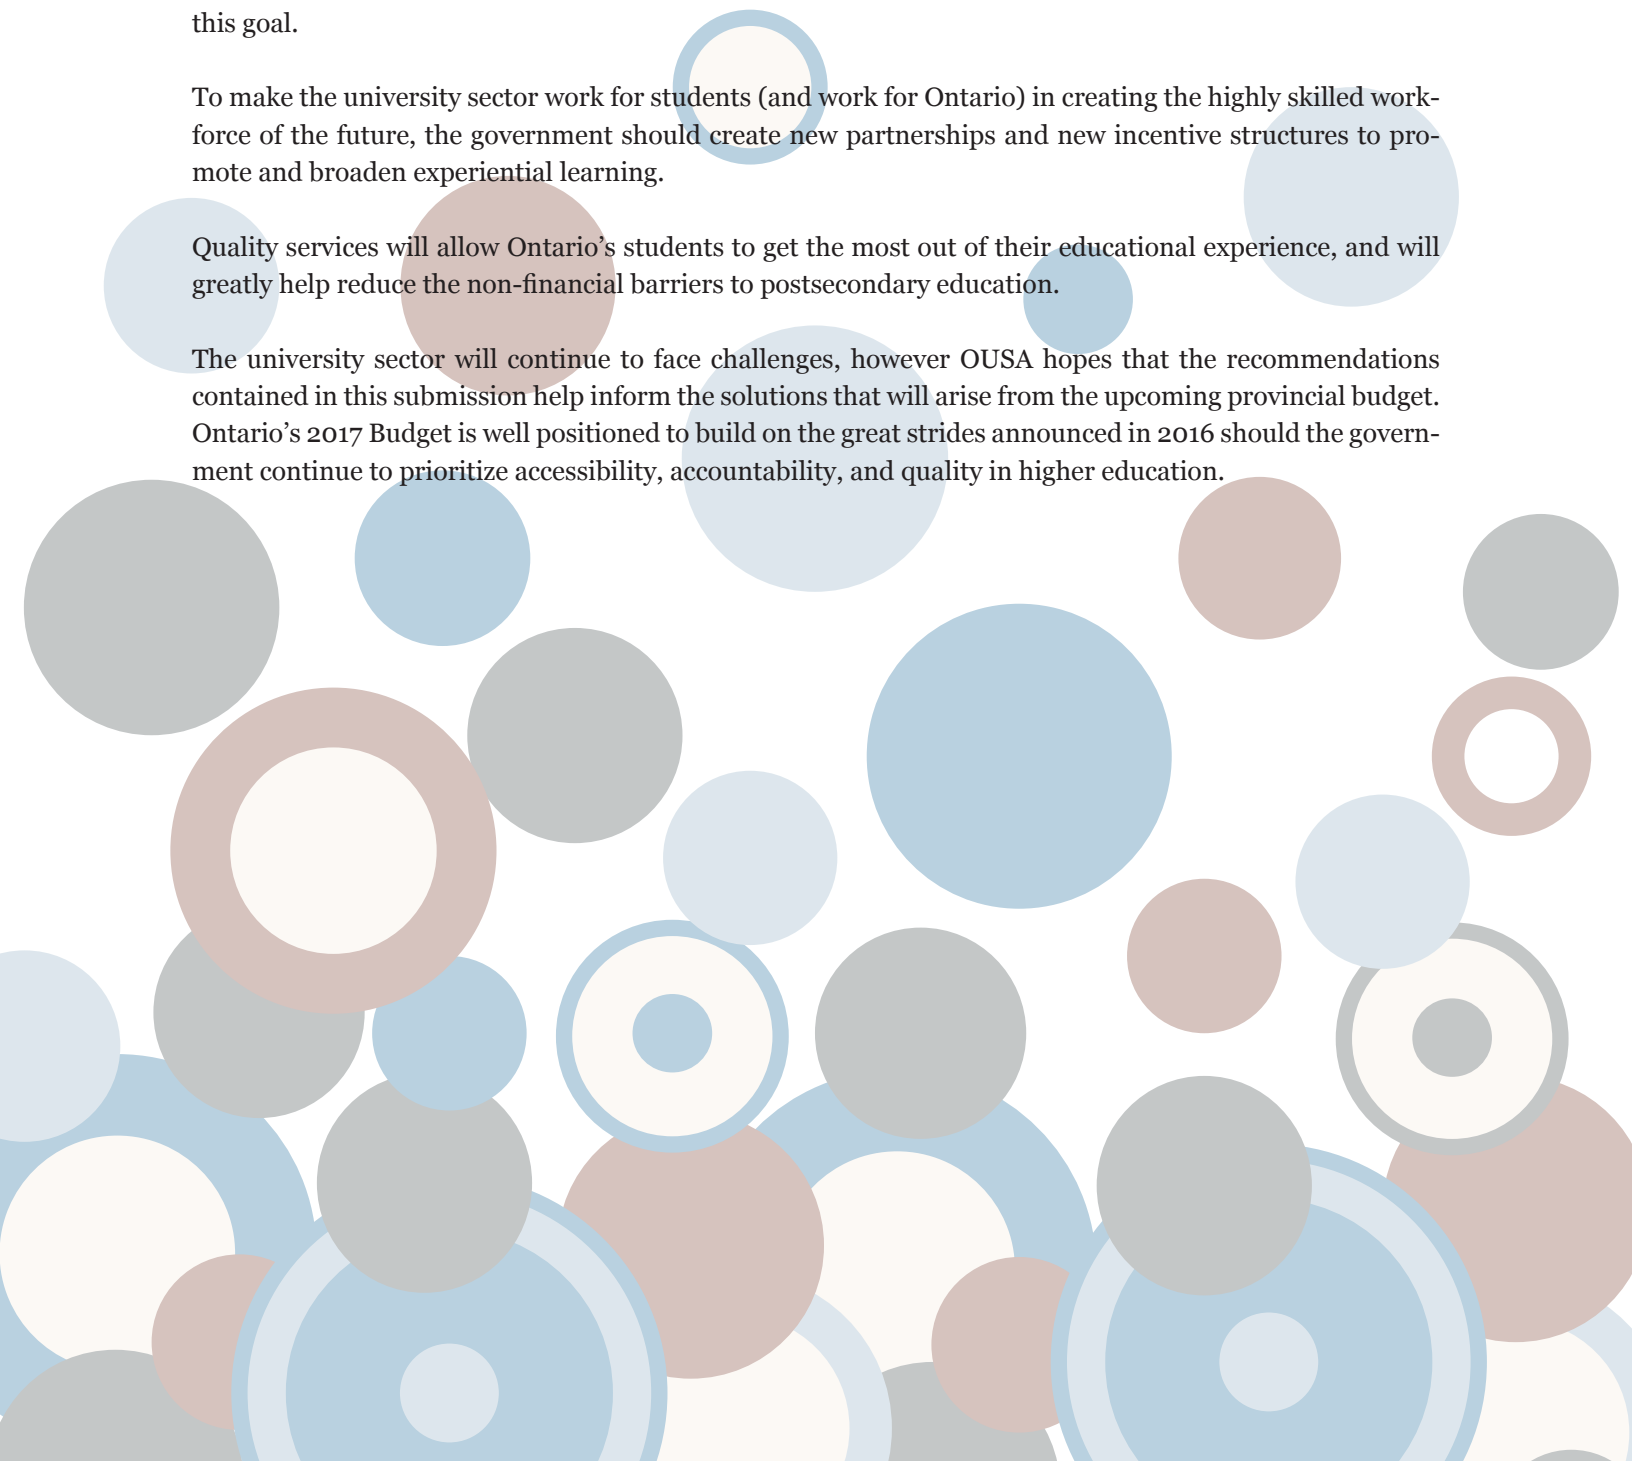 this goal.
To make the university sector work for students (and work for Ontario) in creating the highly skilled work-
force of the future, the government should create new partnerships and new incentive structures to pro-
mote and broaden experiential learning.
Quality services will allow Ontario’s students to get the most out of their educational experience, and will
greatly help reduce the non-financial barriers to postsecondary education.
The university sector will continue to face challenges, however OUSA hopes that the recommendations
contained in this submission help inform the solutions that will arise from the upcoming provincial budget.
Ontario’s 2017 Budget is well positioned to build on the great strides announced in 2016 should the govern-
ment continue to prioritize accessibility, accountability, and quality in higher education.